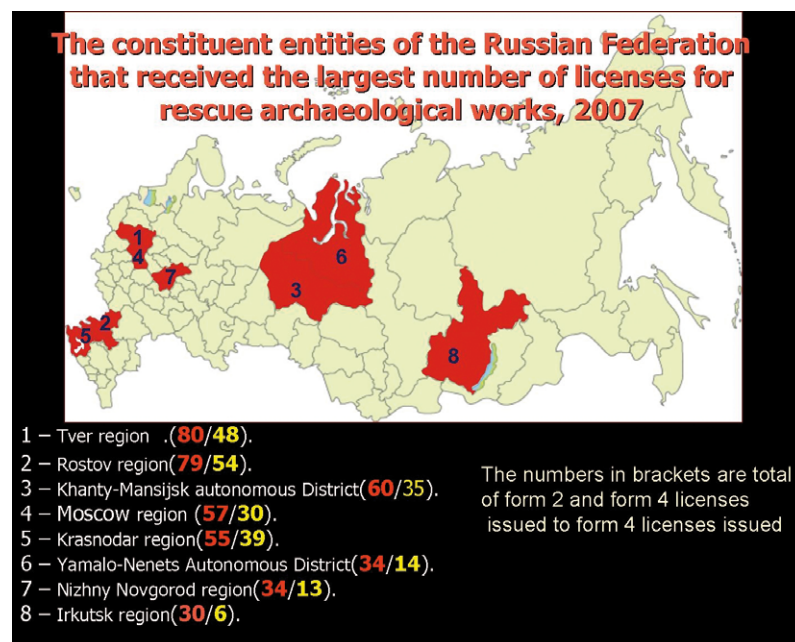 The constituent entities of the Russian Federation
that received the largest number of licenses for
rescue archaeological works, 2007
1
4
7
2
5
6
3
8
1 – Tver region .(80/48).
2 – Rostov region(79/54).
3 – Khanty-Mansijsk autonomous District(60/35).
4 – Moscow region (57/30).
5 – Krasnodar region(55/39).
6 – Yamalo-Nenets Autonomous District(34/14).
7 – Nizhny Novgorod region(34/13).
8 – Irkutsk region(30/6).
The numbers in brackets are total
of form 2 and form 4 licenses
issued to form 4 licenses issued